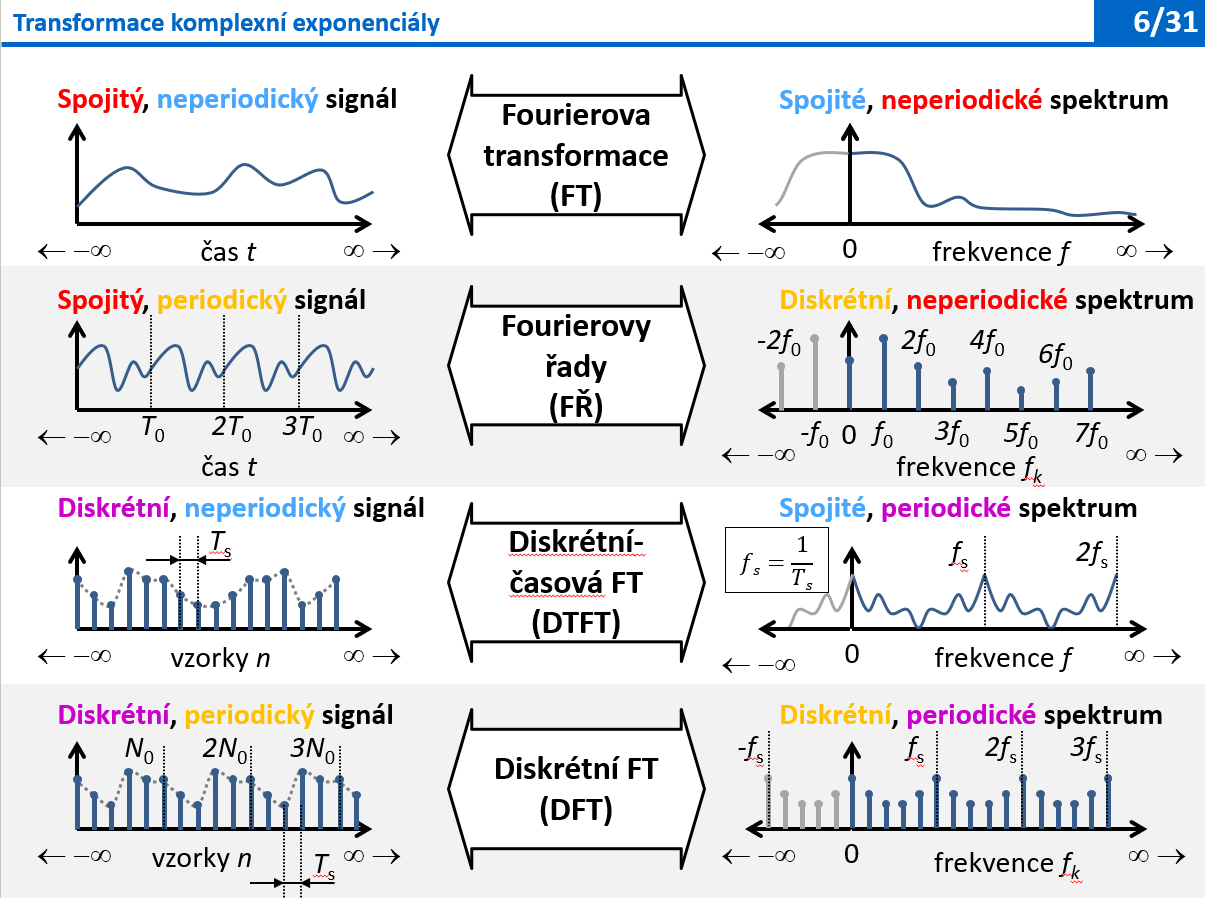 Transformace komplexní exponenciály
6/31
Spojitý, neperiodický signál
Fourierova
transformace
(FT)
Spojité, neperiodické spektrum
← −∞
čas t
∞ →
← −∞
0
frekvence f
∞ →
Spojitý, periodický signál
Fourierovy
řady
(FŘ)
Diskrétní, neperiodické spektrum
-2f0
2f0
4f0
6f0
T0
2T0
3T0
← −∞
∞ →
čas t
-f0
0
f0
3f0
5f0
7f0
← −∞
∞ →
frekvence fk
Diskrétní, neperiodický signál
Ts
Diskrétní-
časová FT
(DTFT)
Spojité, periodické spektrum
fs = 1/Ts
fs
2fs
← −∞
vzorky n
∞ →
← −∞
0
frekvence f
∞ →
Diskrétní, periodický signál
N0
2N0
3N0
Diskrétní FT
(DFT)
Diskrétní, periodické spektrum
-fs
fs
2fs
3fs
← −∞
vzorky n
∞ →
Ts
← −∞
0
frekvence fk
∞ →